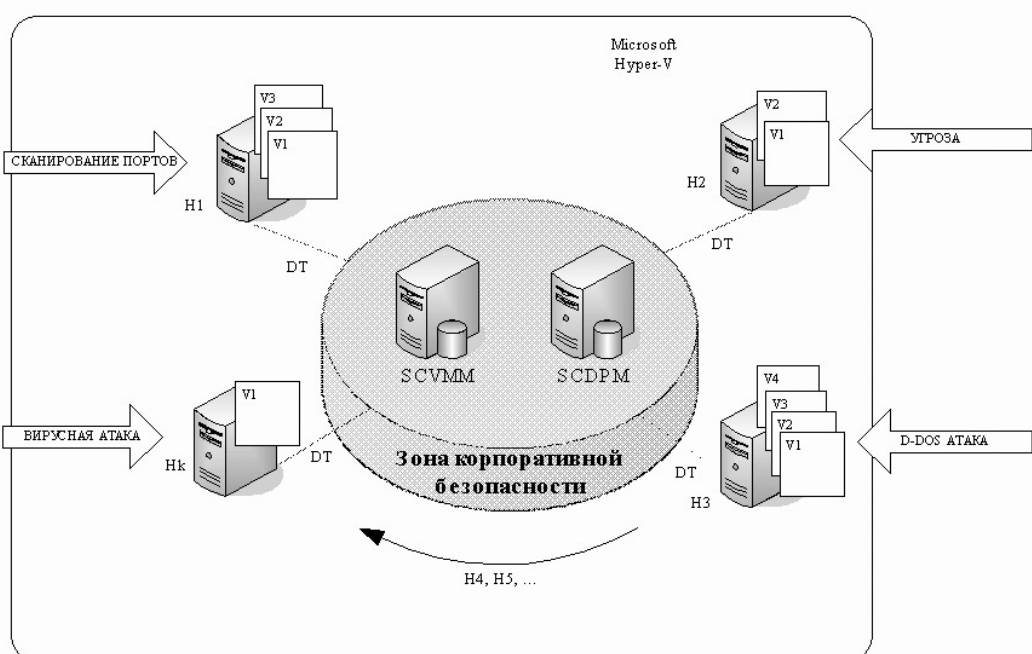 Microsoft
Hyper-V
V3
V2
V1
V2
V1
СКАНИРОВАНИЕ ПОРТОВ
УГРОЗА
H1
H2
DT
DT
SCVMM
SCDPM
V1
V4
V3
V2
V1
ВИРУСНАЯ АТАКА
D-DOS АТАКА
Hk
DT
Зона корпоративной
безопасности
DT
H3
H4, H5, ...